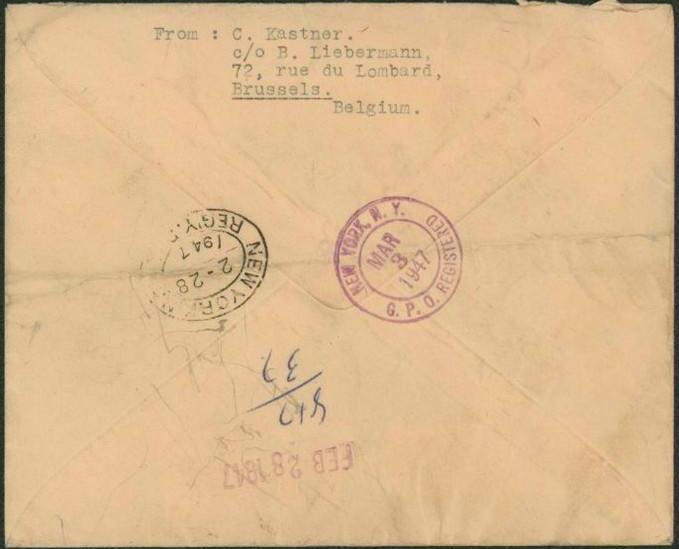 From : C. Kastner.
c/o B. Liebermann,
72, rue du Lombard,
Brussels.
Belgium.
NEW YORK, N. Y.
MAR
3
1947
G. P. O. REGISTERED
NEW YORK
REG'Y.
2-28
1947
FEB 28 1947